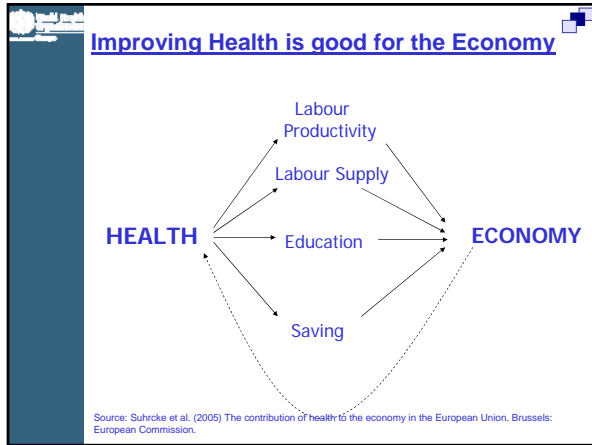 Improving Health is good for the Economy
Labour
Productivity
Labour Supply
HEALTH
Education
ECONOMY
Saving
Source: Suhrcke et al. (2005) The contribution of health to the economy in the European Union. Brussels:
European Commission.